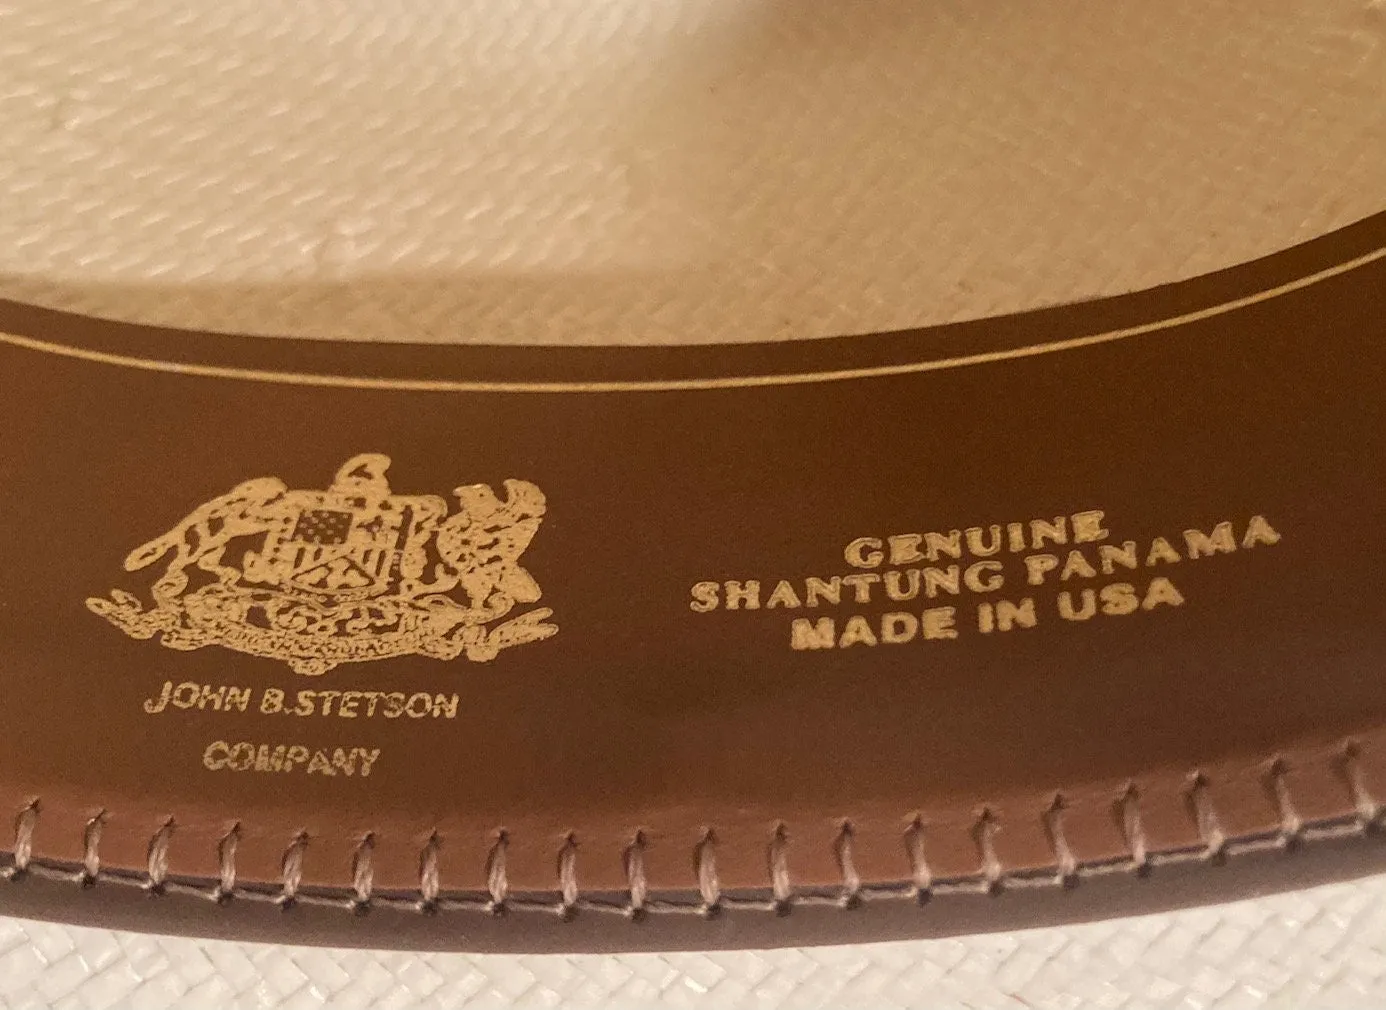 JOHN B. STETSON
COMPANY
GENUINE
SHANTUNG PANAMA
MADE IN USA